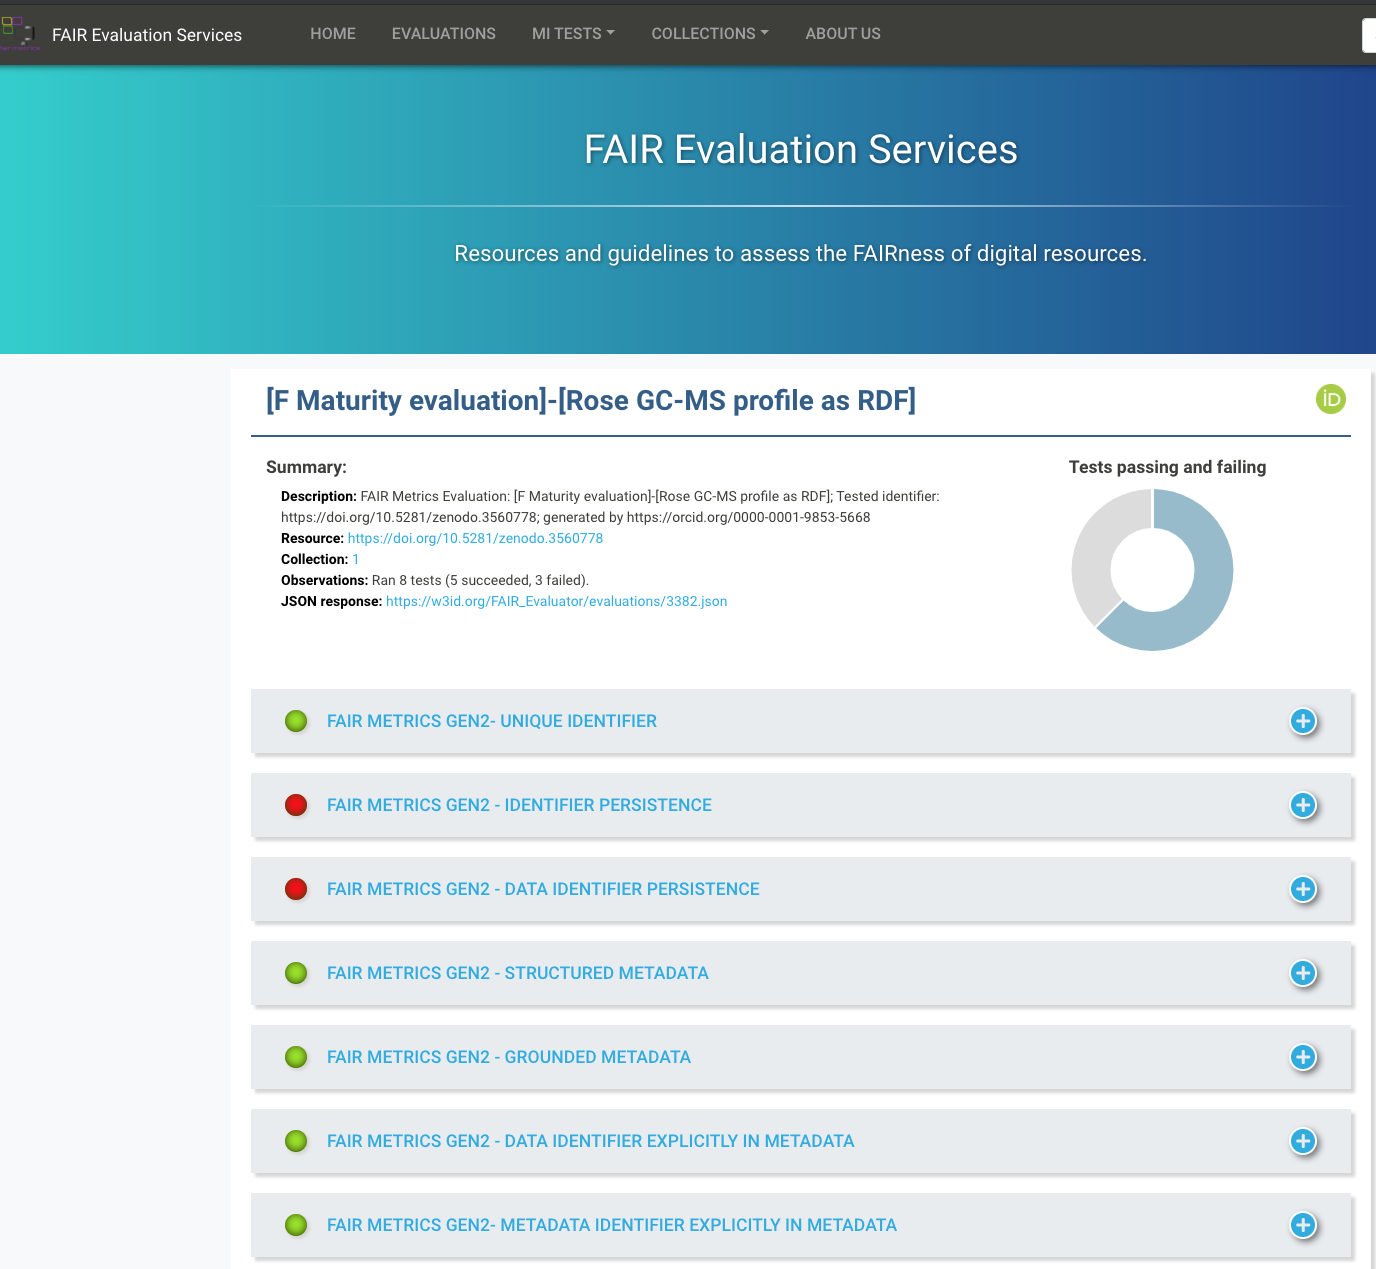 FAIR Evaluation Services
HOME
EVALUATIONS
MI TESTS
COLLECTIONS
ABOUT US
FAIR Evaluation Services
Resources and guidelines to assess the FAIRness of digital resources.
[F Maturity evaluation]-[Rose GC-MS profile as RDF]
iD
Summary:
Description: FAIR Metrics Evaluation: [F Maturity evaluation]-[Rose GC-MS profile as RDF]; Tested identifier:
https://doi.org/10.5281/zenodo.3560778; generated by https://orcid.org/0000-0001-9853-5668
Resource: https://doi.org/10.5281/zenodo.3560778
Collection: 1
Observations: Ran 8 tests (5 succeeded, 3 failed).
JSON response: https://w3id.org/FAIR_Evaluator/evaluations/3382.json
Tests passing and failing
FAIR METRICS GEN2- UNIQUE IDENTIFIER
FAIR METRICS GEN2 - IDENTIFIER PERSISTENCE
FAIR METRICS GEN2 - DATA IDENTIFIER PERSISTENCE
FAIR METRICS GEN2 - STRUCTURED METADATA
FAIR METRICS GEN2 - GROUNDED METADATA
FAIR METRICS GEN2 - DATA IDENTIFIER EXPLICITLY IN METADATA
FAIR METRICS GEN2- METADATA IDENTIFIER EXPLICITLY IN METADATA